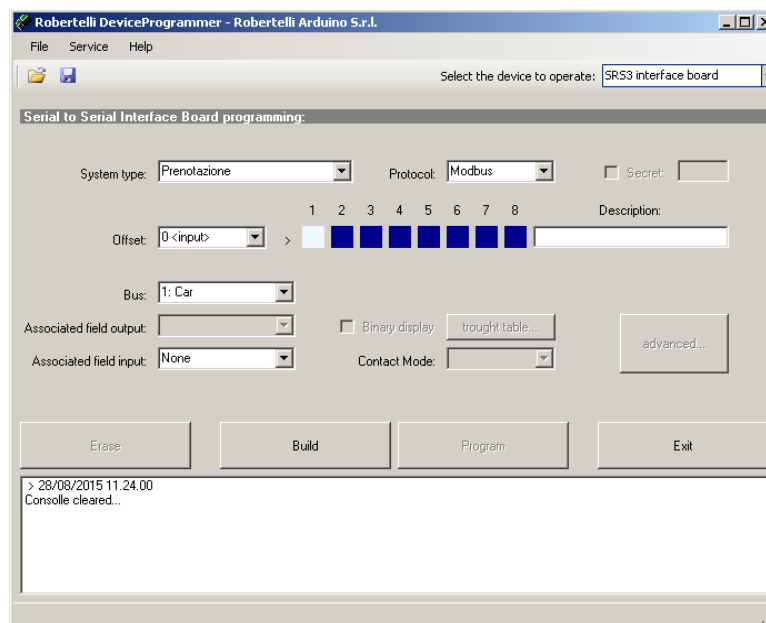 Robertelli DeviceProgrammer - Robertelli Arduino S.r.l.
File Service Help
Select the device to operate: SRS3 interface board
Serial to Serial Interface Board programming:
System type: Prenotazione Protocol: Modbus Secret:
1 2 3 4 5 6 7 8 Description:
Offset: 0 <input> >
Bus: 1: Car
Associated field output: Binary display trought table... advanced...
Associated field input: None Contact Mode:
Erase Build Program Exit
> 28/08/2015 11.24.00
Consolle cleared...